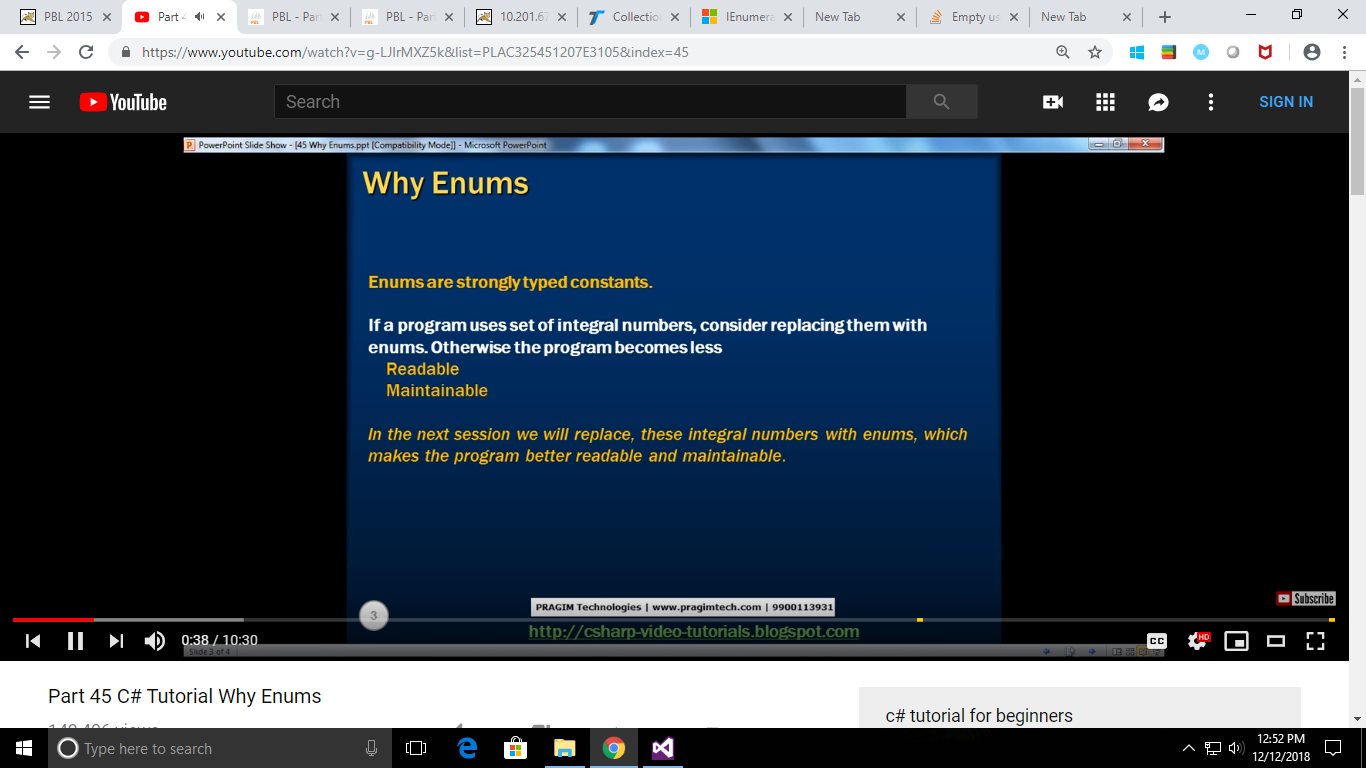 PBL 2015
Part 4
PBL - Par
PBL - Par
10.201.67
Collection
IEnumera
New Tab
Empty us
New Tab
https://www.youtube.com/watch?v=g-LJIrMXZ5k&list=PLAC325451207E3105&index=45
YouTube
Search
SIGN IN
PowerPoint Slide Show - [45 Why Enums.ppt [Compatibility Mode]] - Microsoft PowerPoint
Why Enums
Enums are strongly typed constants.
If a program uses set of integral numbers, consider replacing them with
enums. Otherwise the program becomes less
Readable
Maintainable
In the next session we will replace, these integral numbers with enums, which
makes the program better readable and maintainable.
3
PRAGIM Technologies | www.pragimtech.com | 9900113931
http://csharp-video-tutorials.blogspot.com
Subscribe
0:38 / 10:30
CC
HD
Slide 3 of 4
Part 45 C# Tutorial Why Enums
c# tutorial for beginners
Type here to search
12:52 PM
12/12/2018